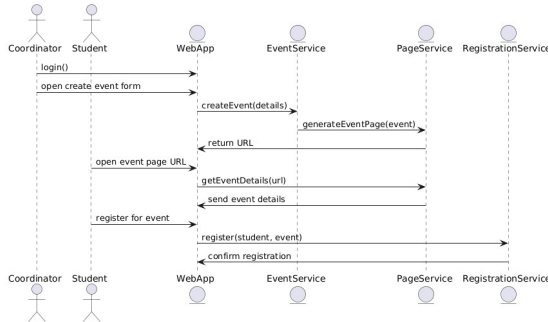 Coordinator Student WebApp EventService PageService RegistrationService
login()
open create event form
createEvent(details)
generateEventPage(event)
return URL
open event page URL
getEventDetails(url)
send event details
register for event
register(student, event)
confirm registration
Coordinator Student WebApp EventService PageService RegistrationService